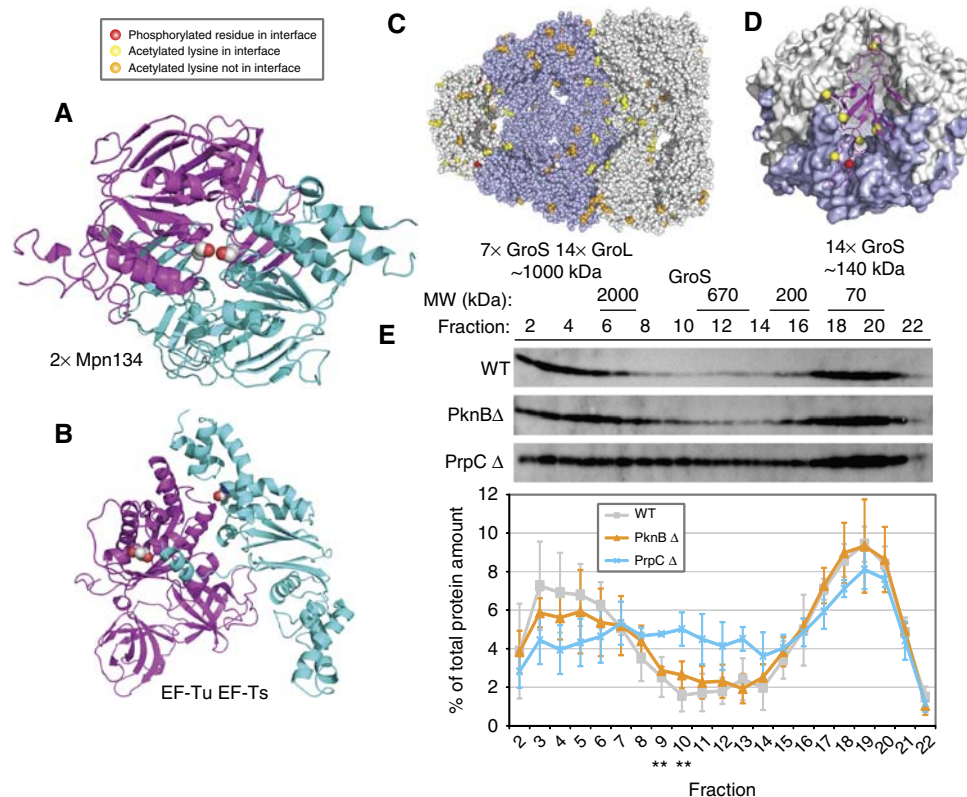 Phosphorylated residue in interface
Acetylated lysine in interface
Acetylated lysine not in interface
A
2× Mpn134
B
EF-Tu EF-Ts
C
7× GroS 14× GroL
~1000 kDa
D
14× GroS
~140 kDa
GroS
MW (kDa): 2000 670 200 70
Fraction: 2 4 6 8 10 12 14 16 18 20 22
E
WT
PknBΔ
PrpC Δ
12
10
8
6
4
2
0
% of total protein amount
WT
PknB Δ
PrpC Δ
2 3 4 5 6 7 8 9 10 11 12 13 14 15 16 17 18 19 20 21 22
** **
Fraction